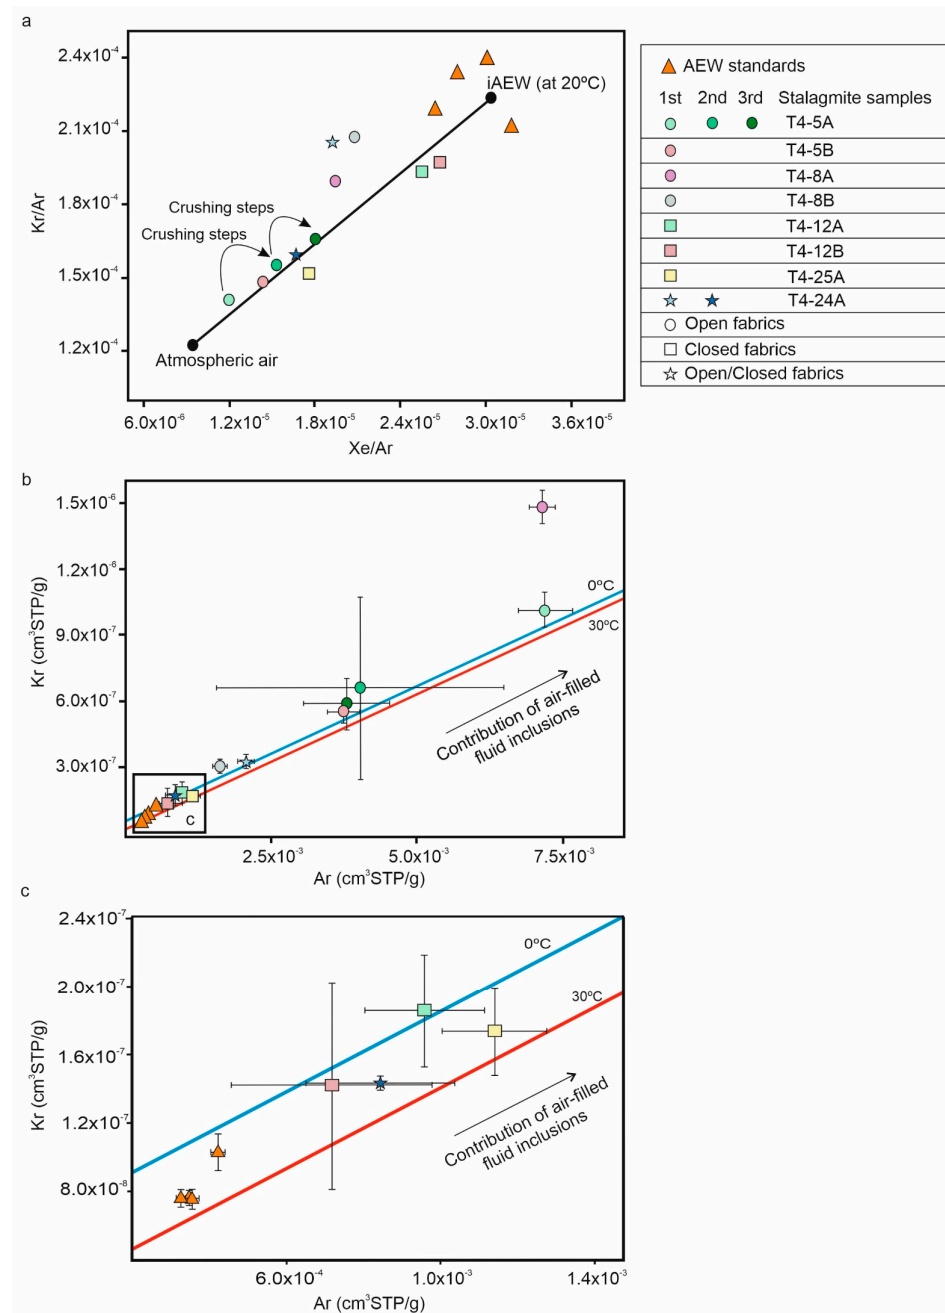 a
2.4x10⁻⁴
2.1x10⁻⁴
1.8x10⁻⁴
1.5x10⁻⁴
1.2x10⁻⁴
Kr/Ar
iAEW (at 20ºC)
Crushing steps
Crushing steps
Atmospheric air
6.0x10⁻⁶ 1.2x10⁻⁵ 1.8x10⁻⁵ 2.4x10⁻⁵ 3.0x10⁻⁵ 3.6x10⁻⁵
Xe/Ar
AEW standards
1st 2nd 3rd Stalagmite samples
T4-5A
T4-5B
T4-8A
T4-8B
T4-12A
T4-12B
T4-25A
T4-24A
Open fabrics
Closed fabrics
Open/Closed fabrics
b
1.5x10⁻⁶
1.2x10⁻⁶
9.0x10⁻⁷
6.0x10⁻⁷
3.0x10⁻⁷
Kr (cm³STP/g)
0ºC
30ºC
Contribution of air-filled
fluid inclusions
c
2.5x10⁻³ 5.0x10⁻³ 7.5x10⁻³
Ar (cm³STP/g)
c
2.4x10⁻⁷
2.0x10⁻⁷
1.6x10⁻⁷
1.2x10⁻⁷
8.0x10⁻⁸
Kr (cm³STP/g)
0ºC
30ºC
Contribution of air-filled
fluid inclusions
6.0x10⁻⁴ 1.0x10⁻³ 1.4x10⁻³
Ar (cm³STP/g)